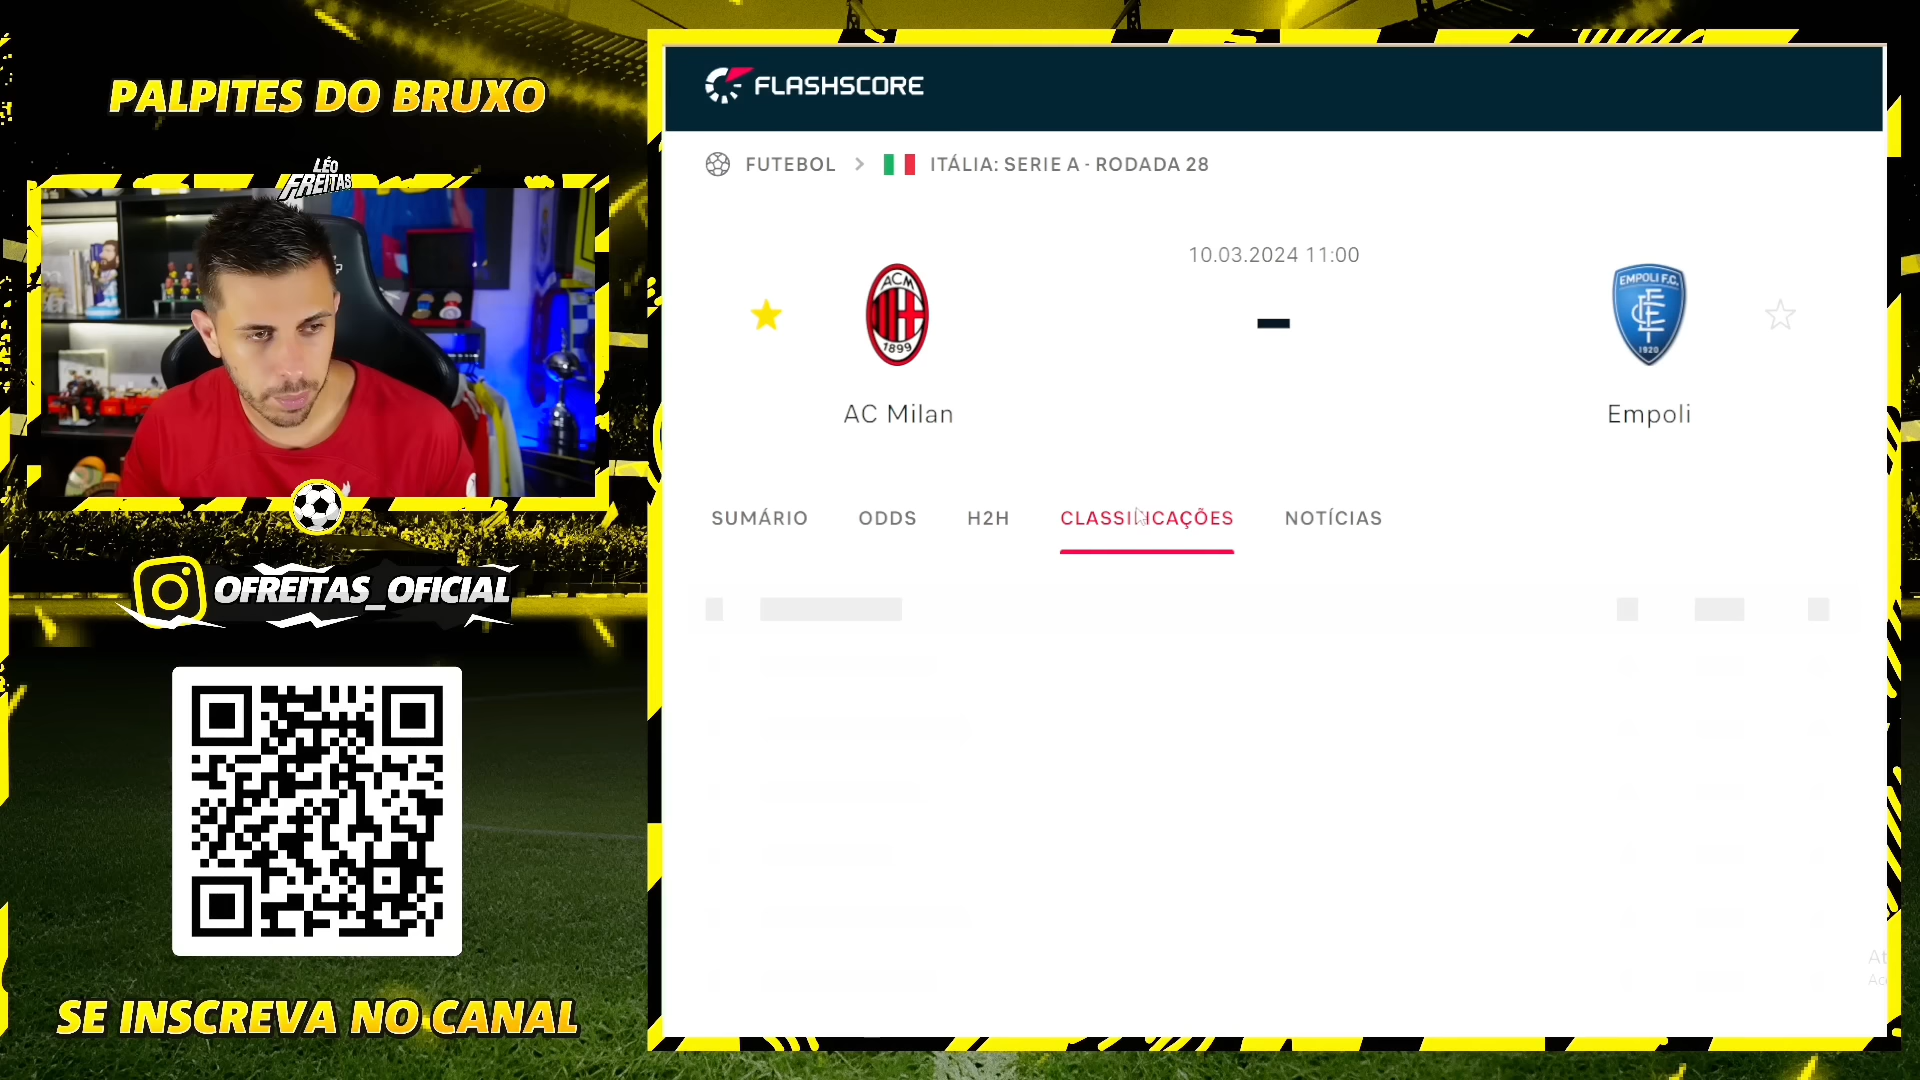 PALPITES DO BRUXO
LÉO
FREITAS
OFREITAS_OFICIAL
SE INSCREVA NO CANAL
FLASHSCORE
FUTEBOL > ITÁLIA: SERIE A - RODADA 28
10.03.2024 11:00
ACM
1899
EMPOLI F.C.
1920
-
AC Milan
Empoli
SUMÁRIO ODDS H2H CLASSIFICAÇÕES NOTÍCIAS